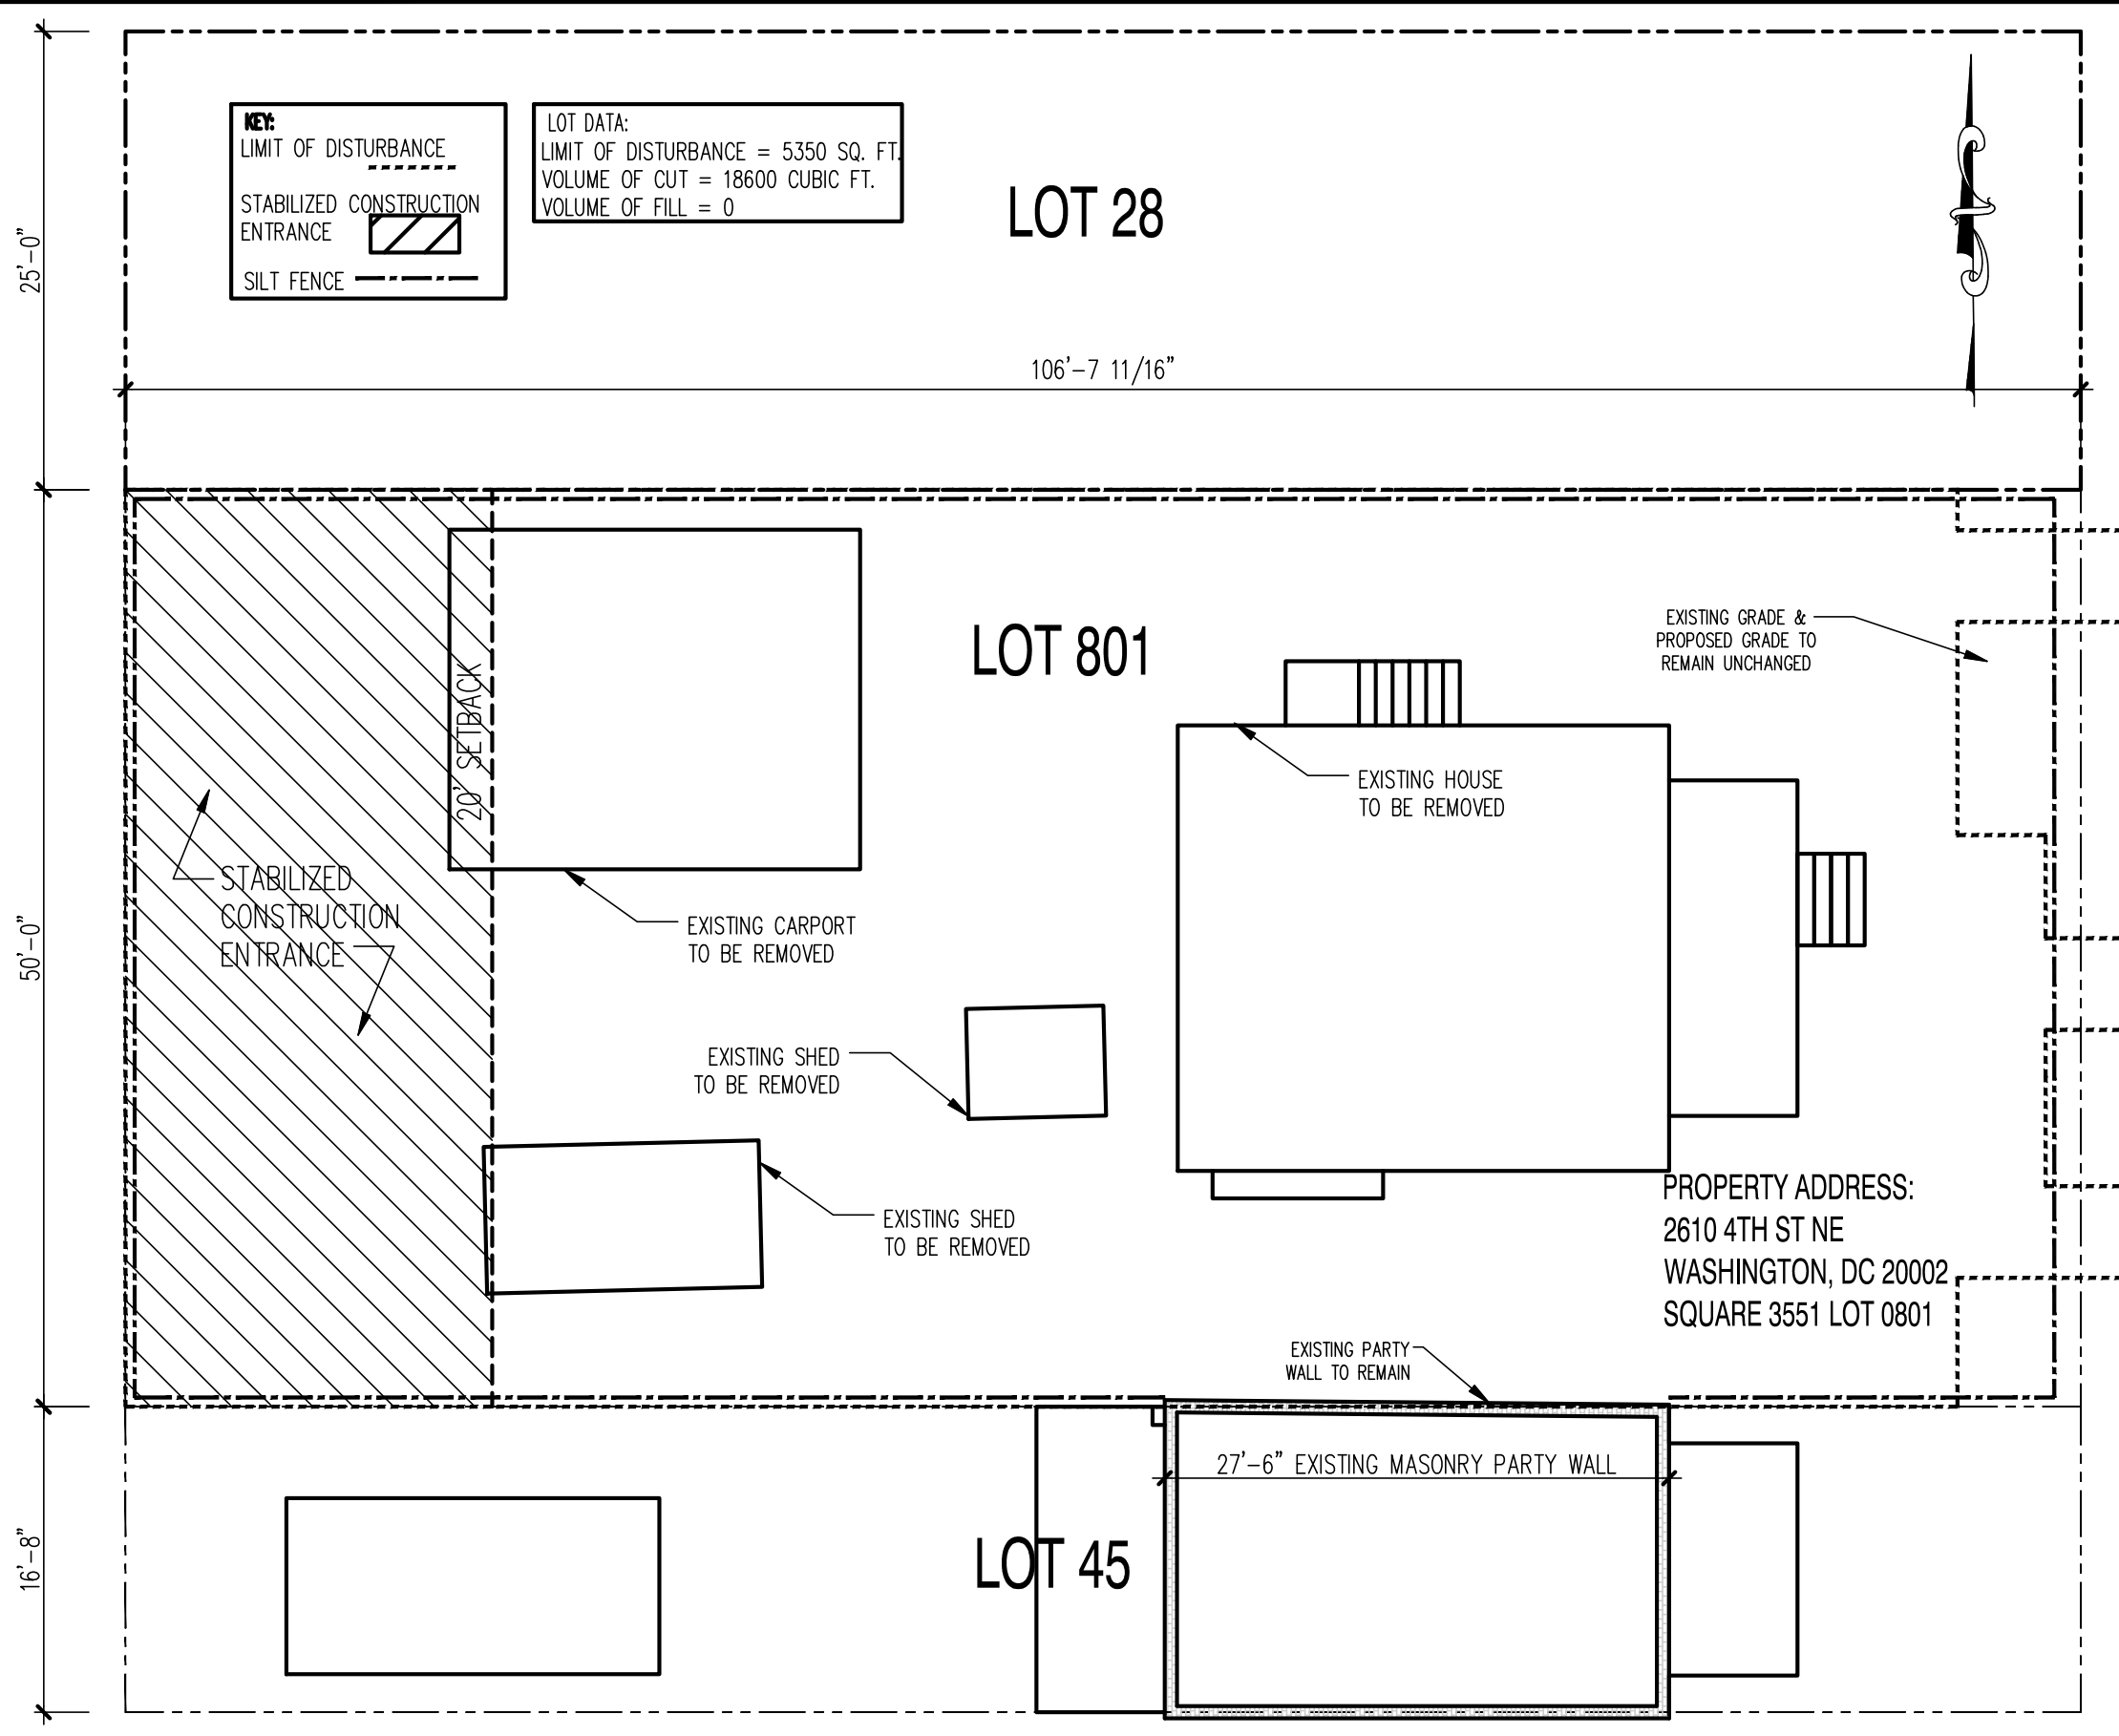 KEY:
LIMIT OF DISTURBANCE
STABILIZED CONSTRUCTION
ENTRANCE
SILT FENCE
LOT DATA:
LIMIT OF DISTURBANCE = 5350 SQ. FT.
VOLUME OF CUT = 18600 CUBIC FT.
VOLUME OF FILL = 0
LOT 28
25'-0"
106'-7 11/16"
LOT 801
EXISTING GRADE &
PROPOSED GRADE TO
REMAIN UNCHANGED
20' SETBACK
EXISTING HOUSE
TO BE REMOVED
STABILIZED
CONSTRUCTION
ENTRANCE
EXISTING CARPORT
TO BE REMOVED
50'-0"
EXISTING SHED
TO BE REMOVED
EXISTING SHED
TO BE REMOVED
PROPERTY ADDRESS:
2610 4TH ST NE
WASHINGTON, DC 20002
SQUARE 3551 LOT 0801
EXISTING PARTY
WALL TO REMAIN
27'-6" EXISTING MASONRY PARTY WALL
LOT 45
16'-8"